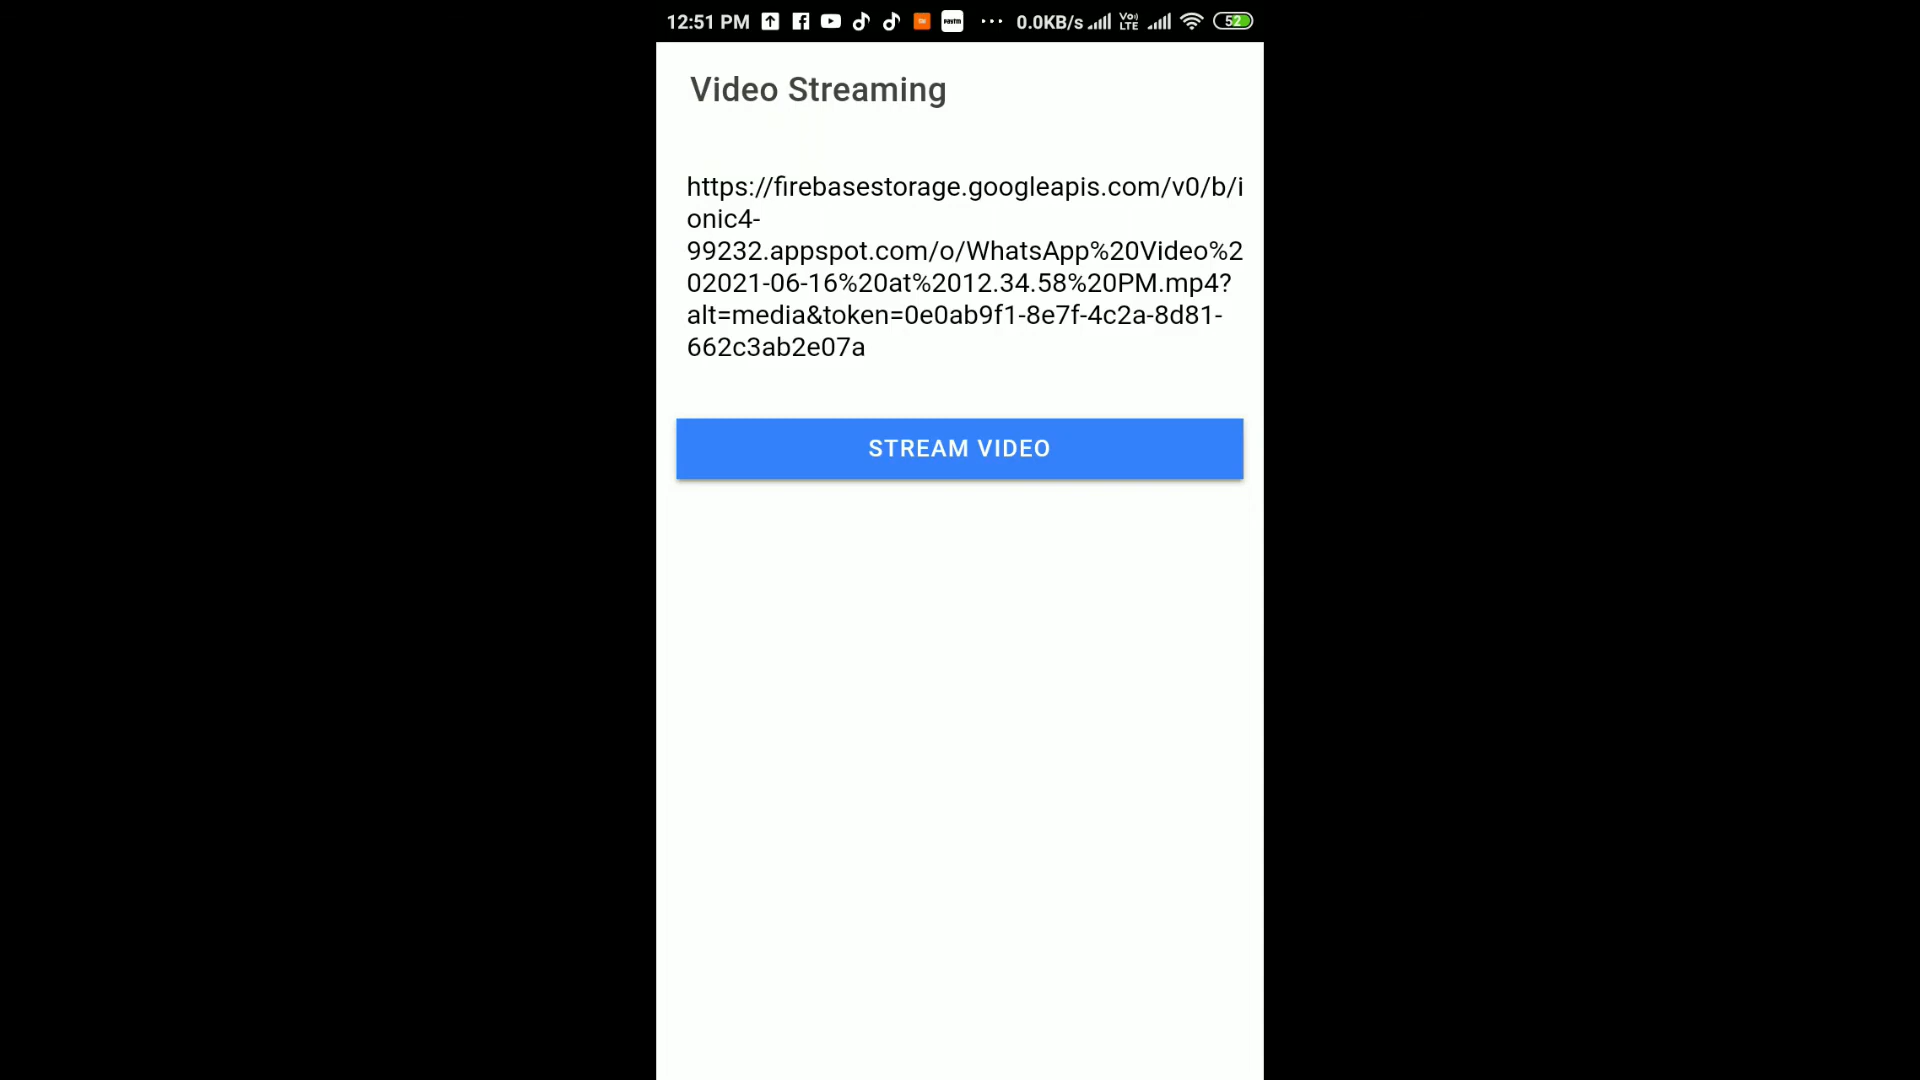 12:51 PM ... 0.0KB/s Vo) LTE 52
Video Streaming
https://firebasestorage.googleapis.com/v0/b/i
onic4-
99232.appspot.com/o/WhatsApp%20Video%2
02021-06-16%20at%2012.34.58%20PM.mp4?
alt=media&token=0e0ab9f1-8e7f-4c2a-8d81-
662c3ab2e07a
STREAM VIDEO